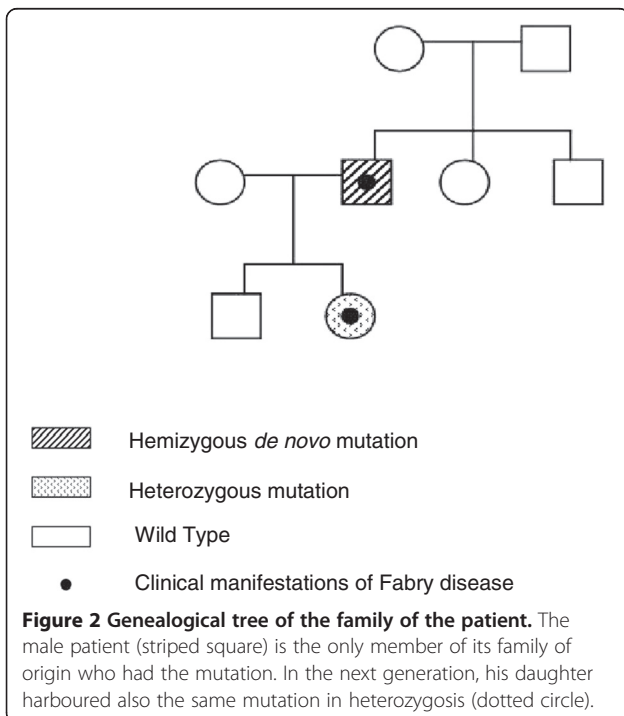 Hemizygous de novo mutation
Heterozygous mutation
Wild Type
Clinical manifestations of Fabry disease
Figure 2 Genealogical tree of the family of the patient. The
male patient (striped square) is the only member of its family of
origin who had the mutation. In the next generation, his daughter
harboured also the same mutation in heterozygosis (dotted circle).